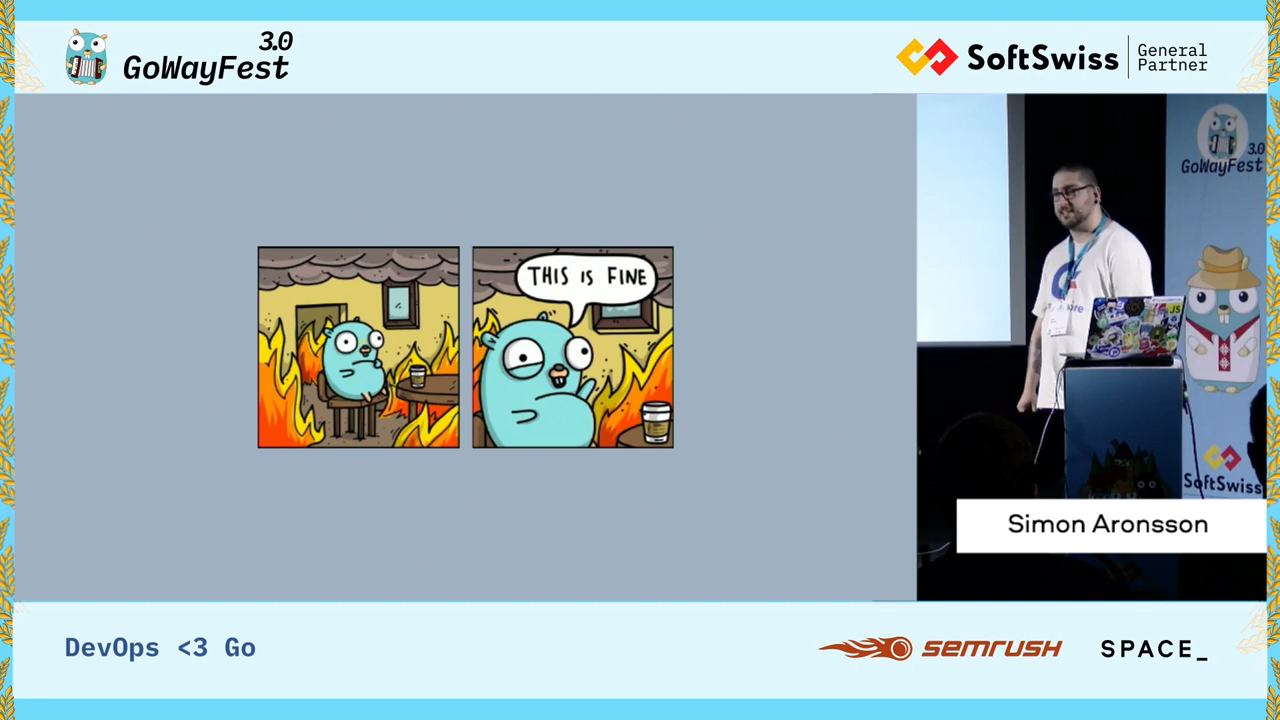 3.0
GoWayFest
SoftSwiss
General
Partner
THIS IS FINE
3.0
GoWayFest
JS
SoftSwiss
Simon Aronsson
DevOps <3 Go
semrush
SPACE_